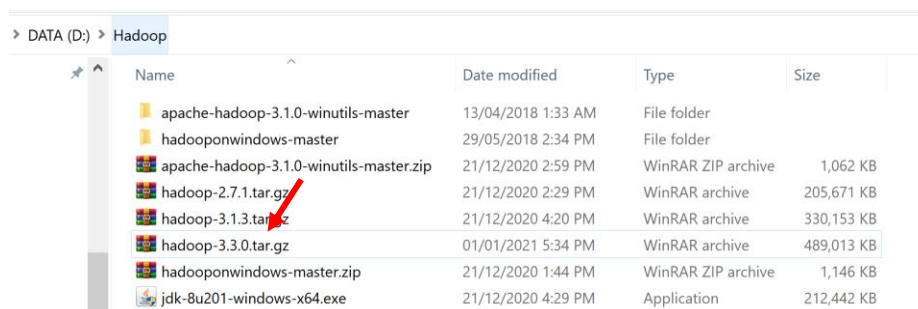 DATA (D:) > Hadoop
Name Date modified Type Size
apache-hadoop-3.1.0-winutils-master 13/04/2018 1:33 AM File folder
hadooponwindows-master 29/05/2018 2:34 PM File folder
apache-hadoop-3.1.0-winutils-master.zip 21/12/2020 2:59 PM WinRAR ZIP archive 1,062 KB
hadoop-2.7.1.tar.gz 21/12/2020 2:29 PM WinRAR archive 205,671 KB
hadoop-3.1.3.tar.gz 21/12/2020 4:20 PM WinRAR archive 330,153 KB
hadoop-3.3.0.tar.gz 01/01/2021 5:34 PM WinRAR archive 489,013 KB
hadooponwindows-master.zip 21/12/2020 1:44 PM WinRAR ZIP archive 1,146 KB
jdk-8u201-windows-x64.exe 21/12/2020 4:29 PM Application 212,442 KB